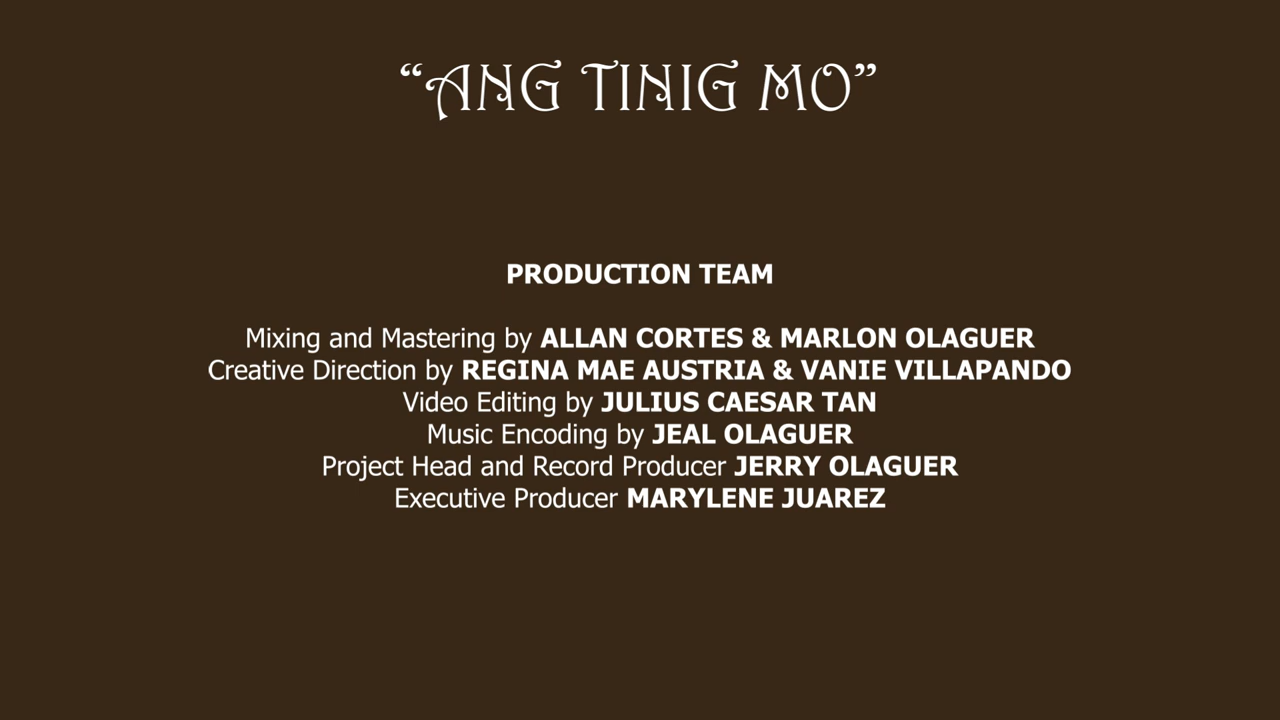 “ANG TINIG MO”
PRODUCTION TEAM
Mixing and Mastering by ALLAN CORTES & MARLON OLAGUER
Creative Direction by REGINA MAE AUSTRIA & VANIE VILLAPANDO
Video Editing by JULIUS CAESAR TAN
Music Encoding by JEAL OLAGUER
Project Head and Record Producer JERRY OLAGUER
Executive Producer MARYLENE JUAREZ